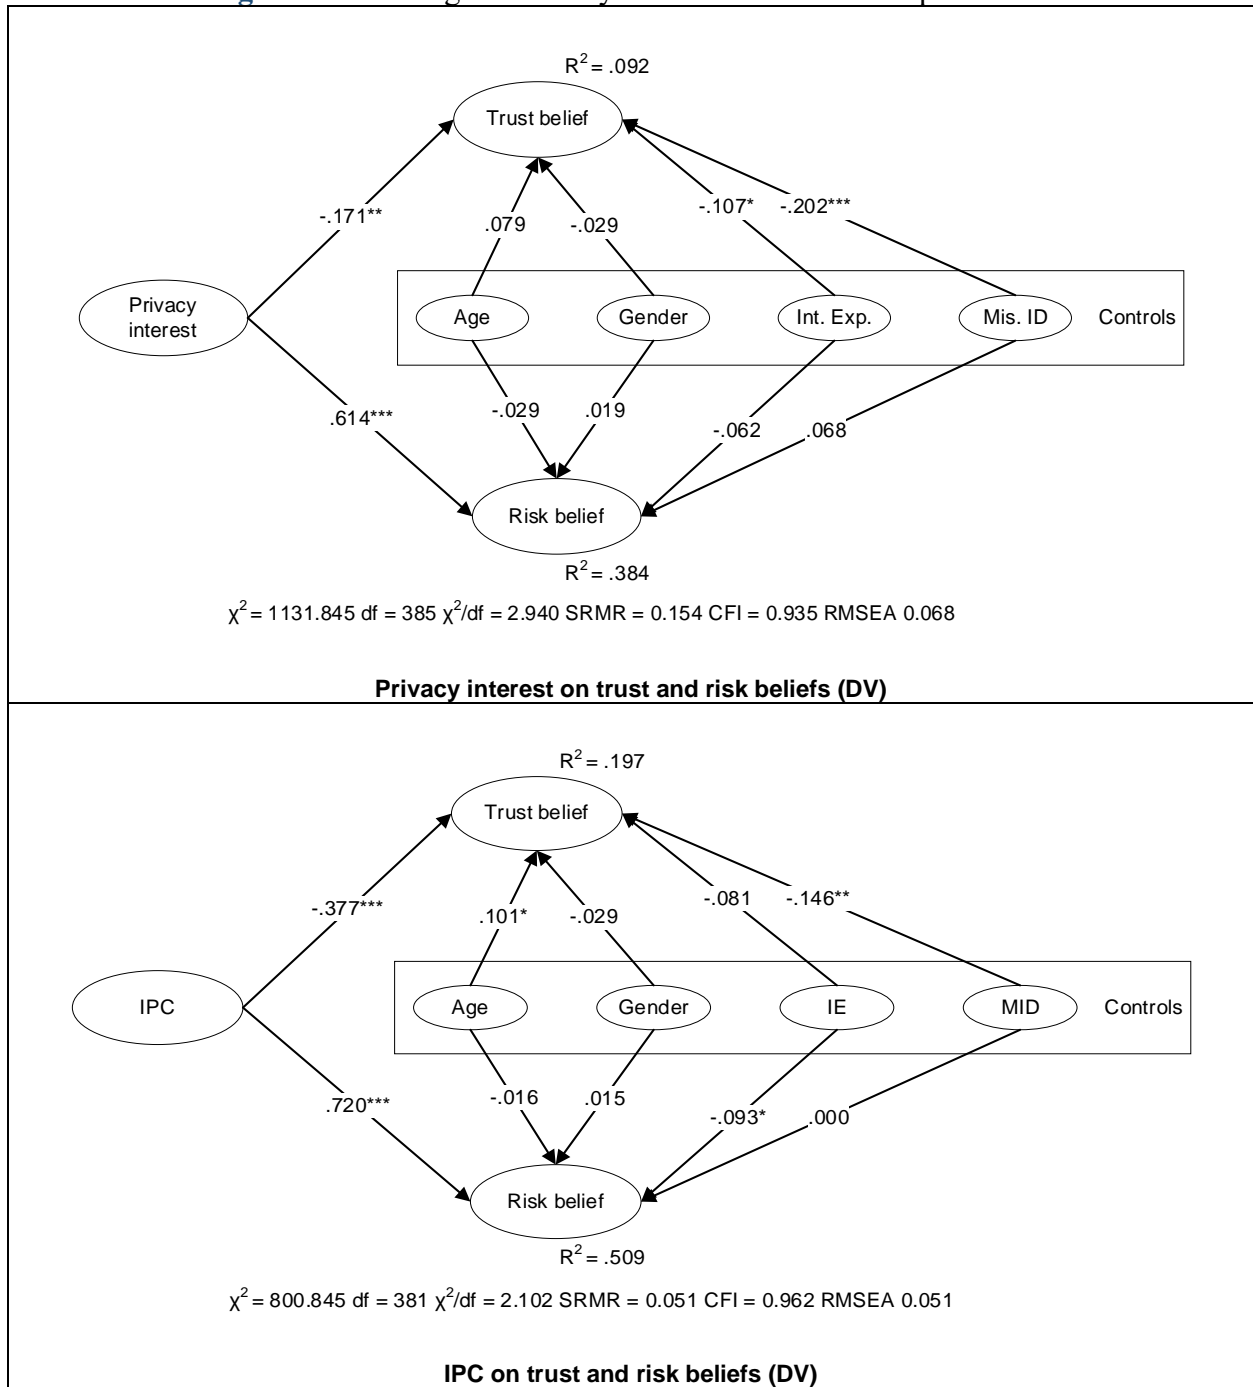 R2 = .092
Trust belief
-.171**
.079
-.029
-.107*
-.202***
Privacy
interest
Age
Gender
Int. Exp.
Mis. ID
Controls
.614***
-.029
.019
-.062
.068
Risk belief
R2 = .384
χ2 = 1131.845 df = 385 χ2/df = 2.940 SRMR = 0.154 CFI = 0.935 RMSEA 0.068
Privacy interest on trust and risk beliefs (DV)
R2 = .197
Trust belief
-.377***
.101*
-.029
-.081
-.146**
IPC
Age
Gender
IE
MID
Controls
.720***
-.016
.015
-.093*
.000
Risk belief
R2 = .509
χ2 = 800.845 df = 381 χ2/df = 2.102 SRMR = 0.051 CFI = 0.962 RMSEA 0.051
IPC on trust and risk beliefs (DV)